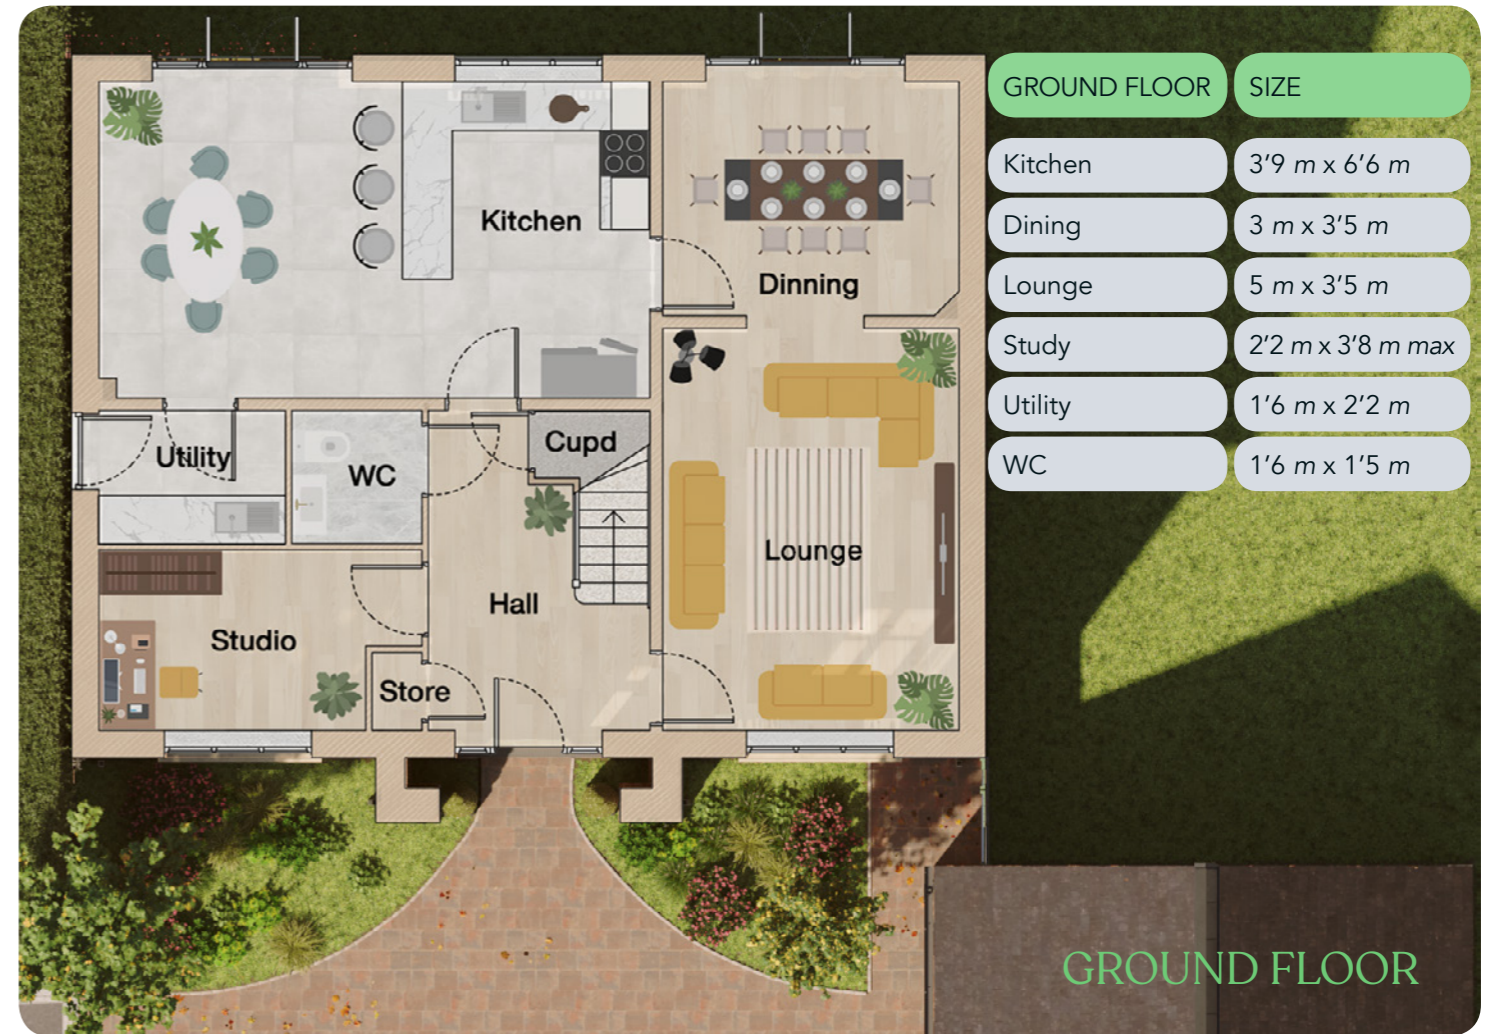 GROUND FLOOR SIZE
Kitchen 3'9 m x 6'6 m
Dining 3 m x 3'5 m
Lounge 5 m x 3'5 m
Study 2'2 m x 3'8 m max
Utility 1'6 m x 2'2 m
WC 1'6 m x 1'5 m
Kitchen
Dinning
Cupd
Utility
WC
Lounge
Hall
Studio
Store
GROUND FLOOR